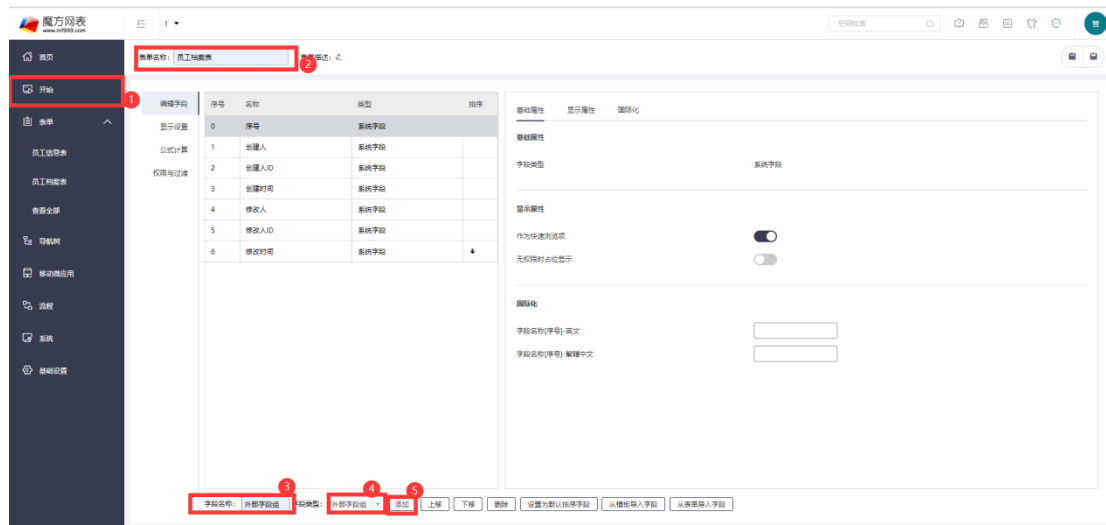 魔方网表
www.mf999.com
1
空间检索
首页
开始
表单
员工信息表
员工档案表
查看全部
导航树
移动微应用
流程
系统
基础设置
表单名称: 员工档案表
表单描述:
1
2
编辑字段
显示设置
公式计算
权限与过滤
序号 名称 类型 排序
0 序号 系统字段
1 创建人 系统字段
2 创建人ID 系统字段
3 创建时间 系统字段
4 修改人 系统字段
5 修改人ID 系统字段
6 修改时间 系统字段
基础属性 显示属性 国际化
基础属性
字段类型 系统字段
显示属性
作为快速浏览项
无权限时占位显示
国际化
字段名称[序号]-英文
字段名称[序号]-繁體中文
3
4
5
字段名称: 外部字段组 字段类型: 外部字段组 添加 上移 下移 删除 设置为默认排序字段 从模板导入字段 从表单导入字段